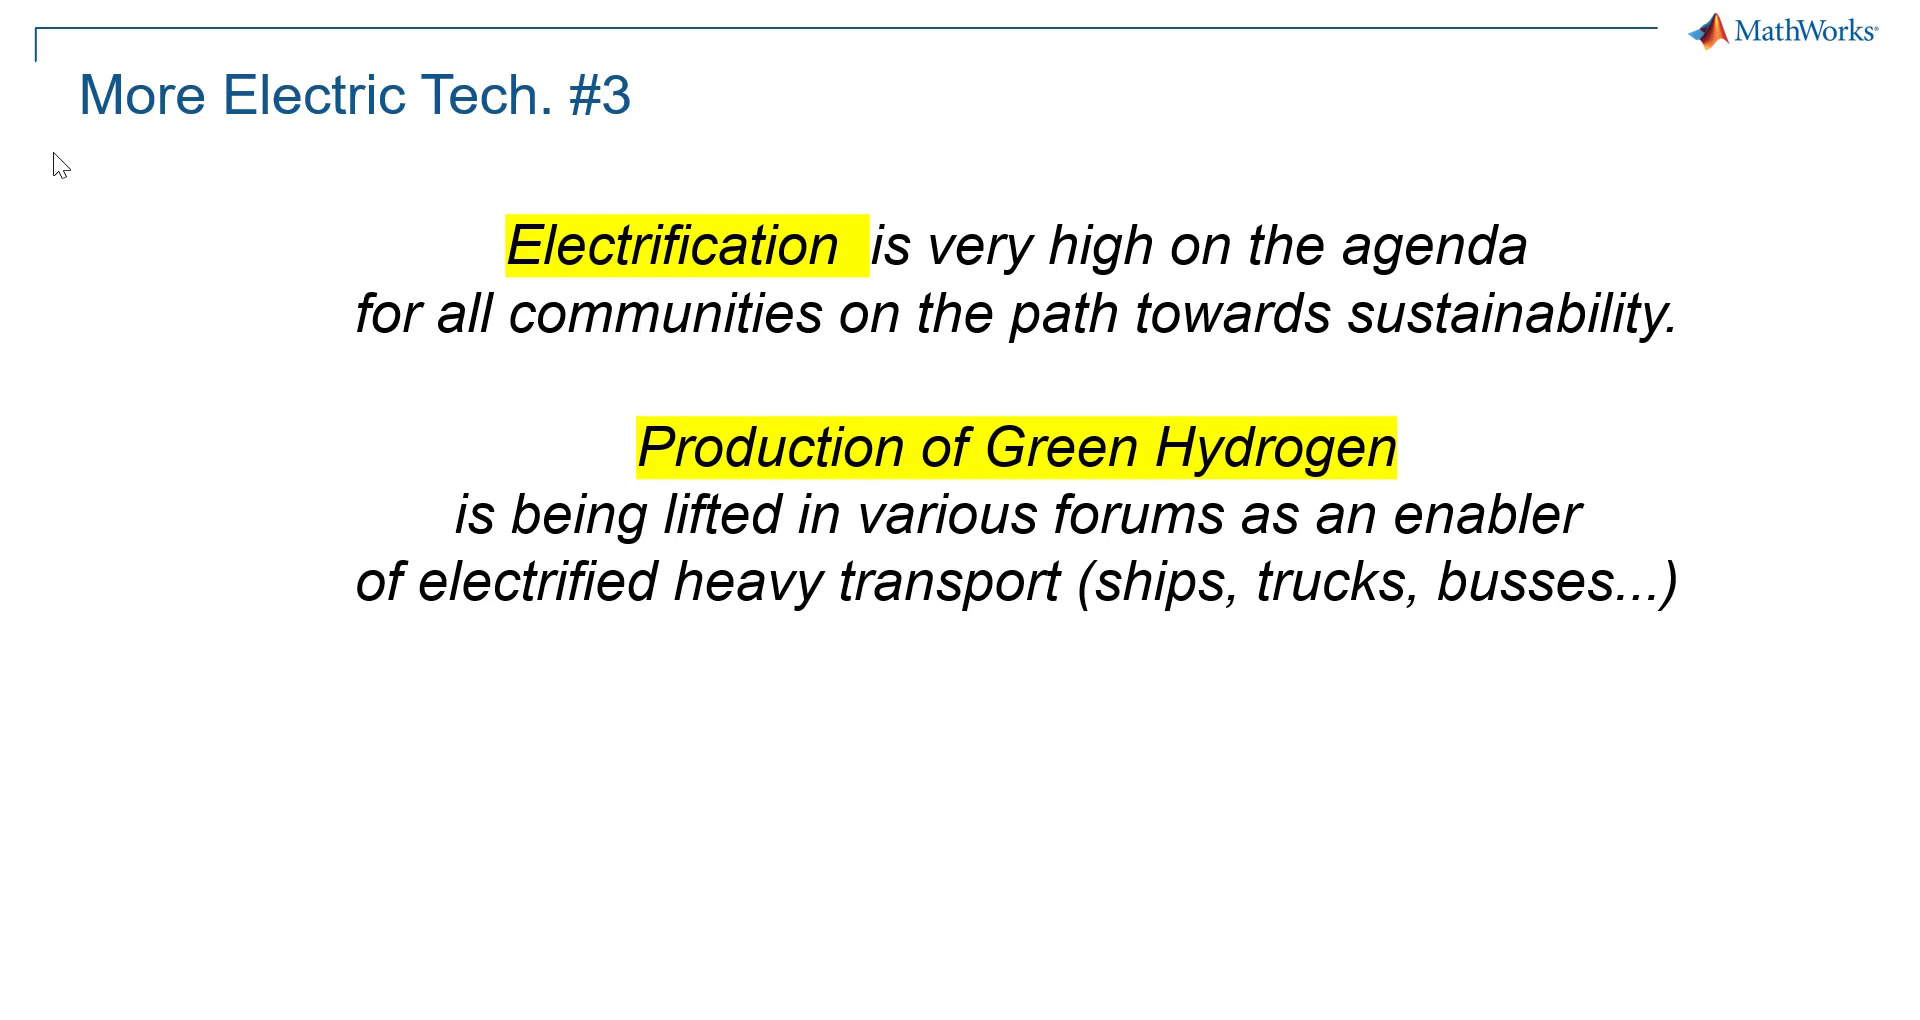 MathWorks®
More Electric Tech. #3
Electrification is very high on the agenda
for all communities on the path towards sustainability.
Production of Green Hydrogen
is being lifted in various forums as an enabler
of electrified heavy transport (ships, trucks, busses...)